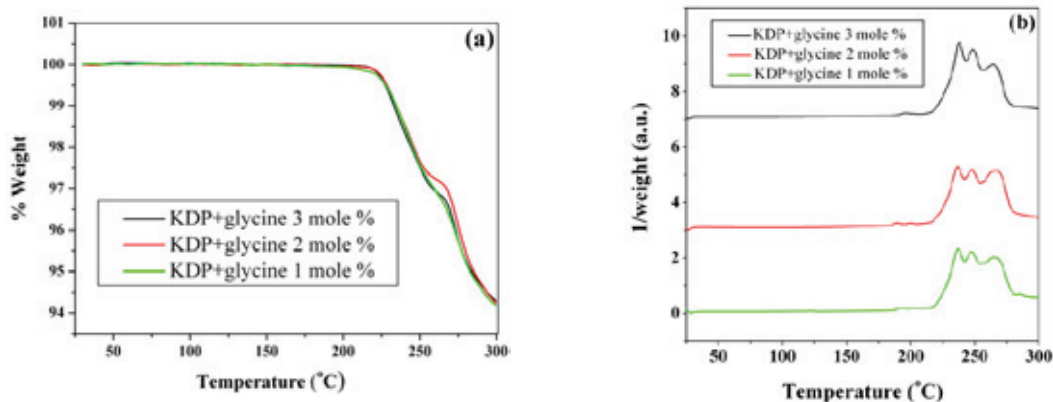 (a)
% Weight
100
99
98
97
96
95
94
KDP+glycine 3 mole %
KDP+glycine 2 mole %
KDP+glycine 1 mole %
50
100
150
200
250
300
Temperature (°C)
(b)
1/weight (a.u.)
10
8
6
4
2
0
KDP+glycine 3 mole %
KDP+glycine 2 mole %
KDP+glycine 1 mole %
50
100
150
200
250
300
Temperature (°C)